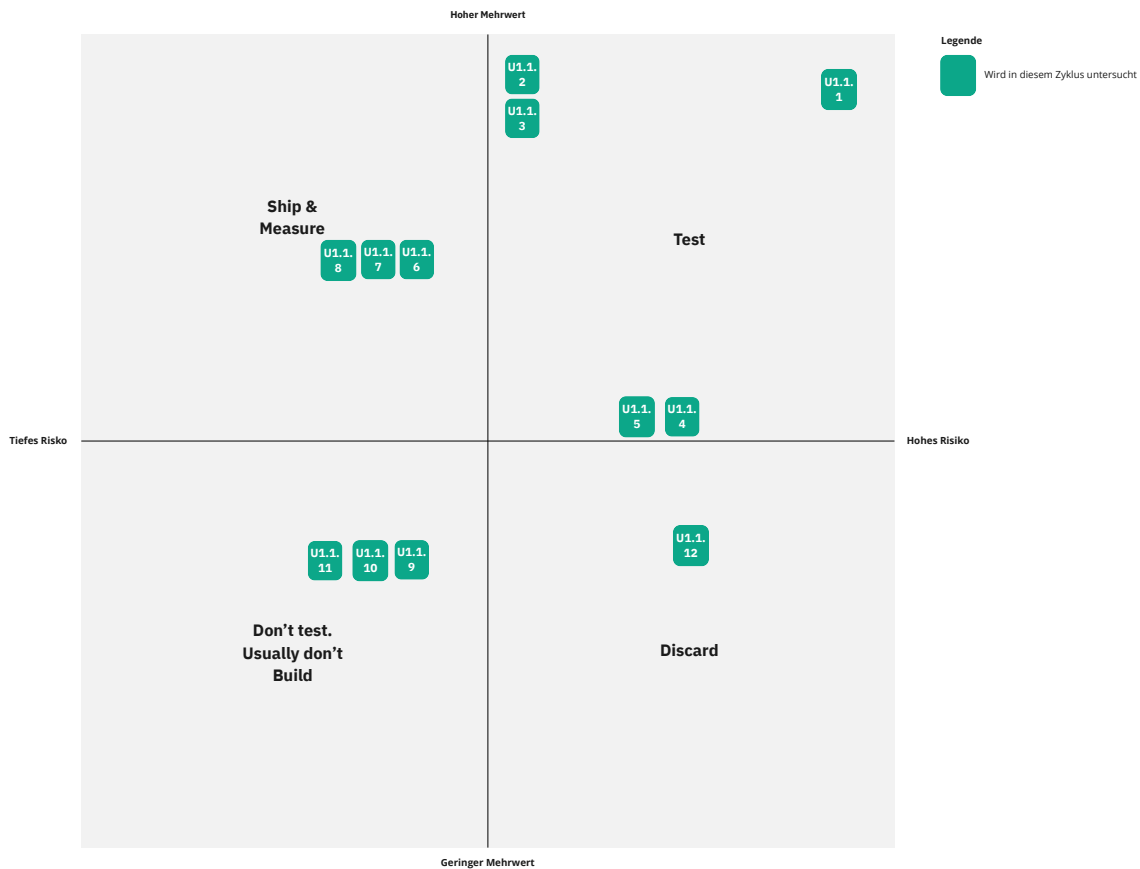 Hoher Mehrwert
Legende
Wird in diesem Zyklus untersucht
U1.1.
2
U1.1.
1
U1.1.
3
Ship &
Measure
Test
U1.1.
8
U1.1.
7
U1.1.
6
U1.1.
5
U1.1.
4
Tiefes Risko
Hohes Risiko
U1.1.
12
U1.1.
11
U1.1.
10
U1.1.
9
Don’t test.
Usually don’t
Build
Discard
Geringer Mehrwert